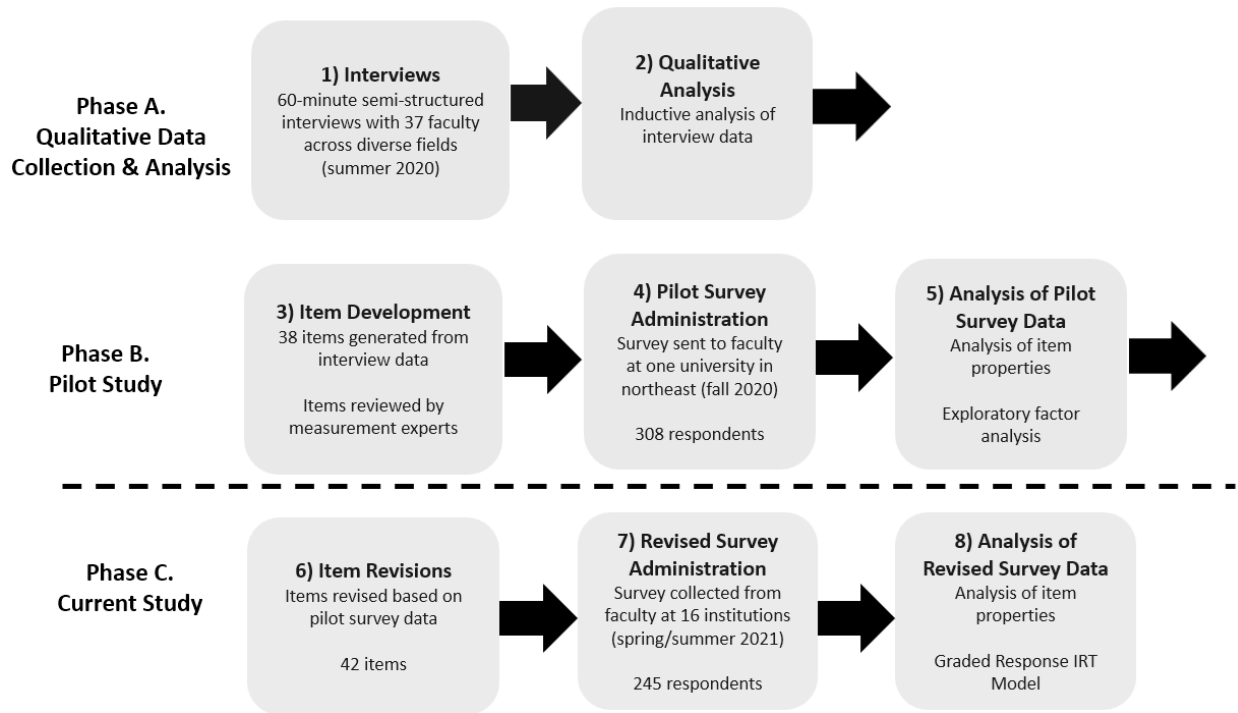 Phase A.
Qualitative Data
Collection & Analysis
1) Interviews
60-minute semi-structured
interviews with 37 faculty
across diverse fields
(summer 2020)
2) Qualitative
Analysis
Inductive analysis of
interview data
Phase B.
Pilot Study
3) Item Development
38 items generated from
interview data
Items reviewed by
measurement experts
4) Pilot Survey
Administration
Survey sent to faculty
at one university in
northeast (fall 2020)
308 respondents
5) Analysis of Pilot
Survey Data
Analysis of item
properties
Exploratory factor
analysis
Phase C.
Current Study
6) Item Revisions
Items revised based on
pilot survey data
42 items
7) Revised Survey
Administration
Survey collected from
faculty at 16 institutions
(spring/summer 2021)
245 respondents
8) Analysis of
Revised Survey Data
Analysis of item
properties
Graded Response IRT
Model